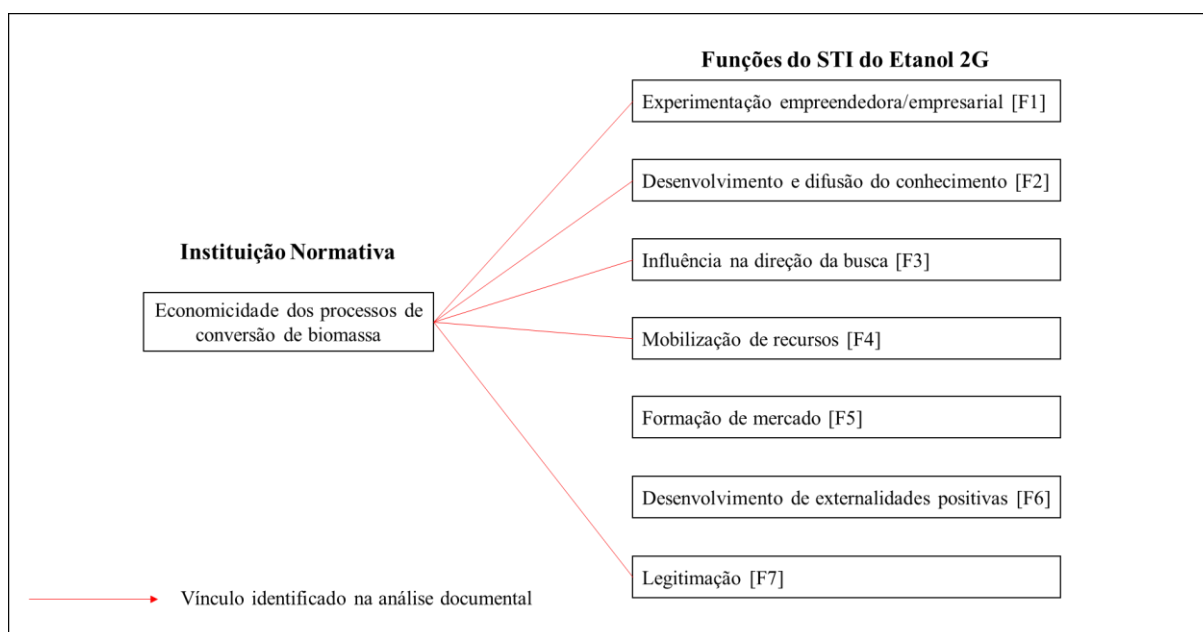 Funções do STI do Etanol 2G
Experimentação empreendedora/empresarial [F1]
Desenvolvimento e difusão do conhecimento [F2]
Instituição Normativa
Influência na direção da busca [F3]
Economicidade dos processos de
conversão de biomassa
Mobilização de recursos [F4]
Formação de mercado [F5]
Desenvolvimento de externalidades positivas [F6]
Legitimação [F7]
Vínculo identificado na análise documental